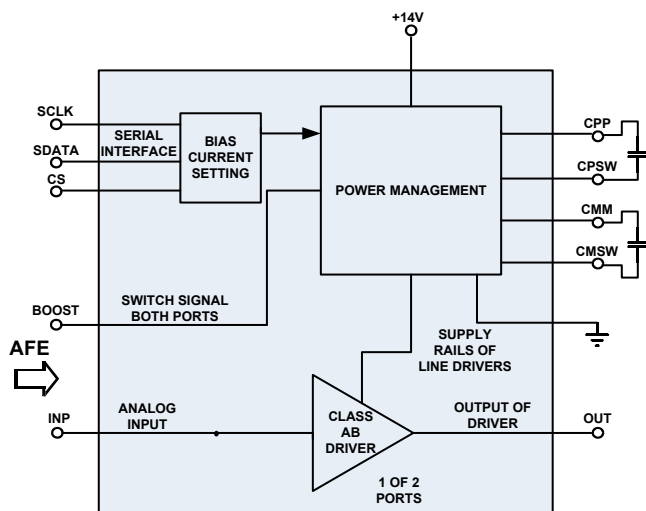 +14V
SCLK
SERIAL
INTERFACE
SDATA
CS
BIAS
CURRENT
SETTING
POWER MANAGEMENT
CPP
CPSW
CMM
CMSW
BOOST
SWITCH SIGNAL
BOTH PORTS
SUPPLY
RAILS OF
LINE DRIVERS
AFE
INP
ANALOG
INPUT
CLASS
AB
DRIVER
OUTPUT OF
DRIVER
OUT
1 OF 2
PORTS